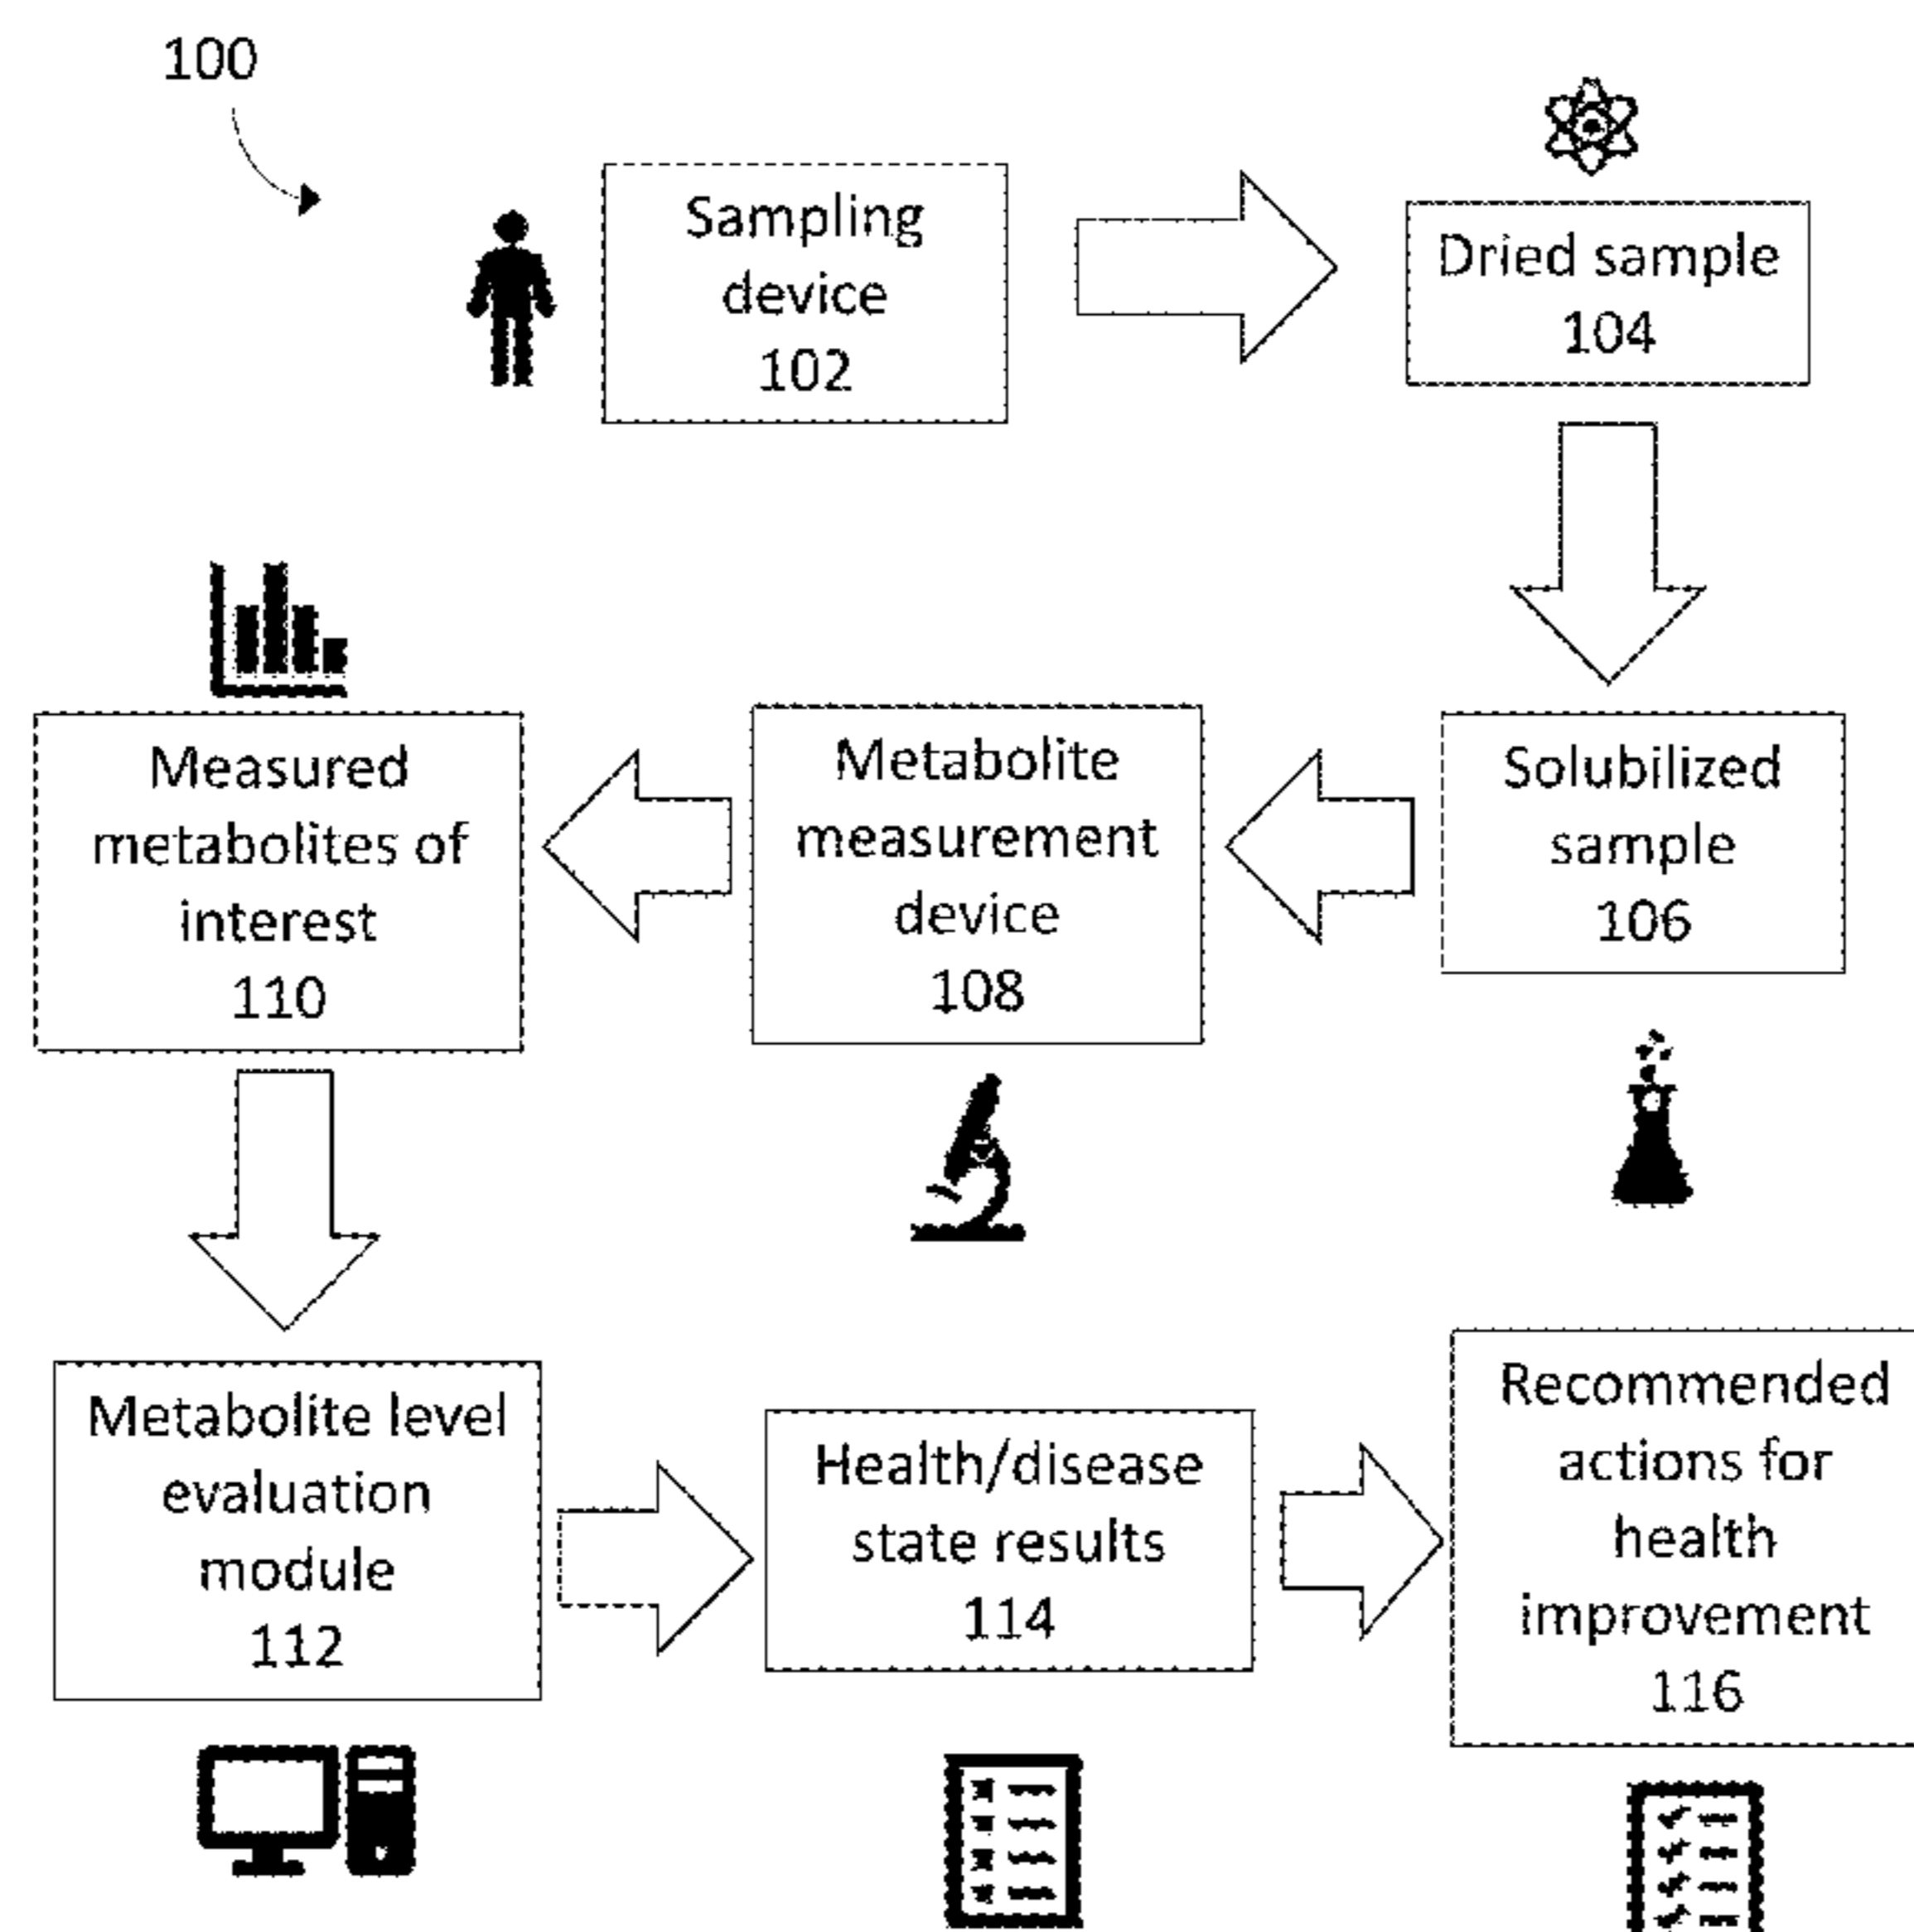 100
Sampling
device
102
Dried sample
104
Solubilized
sample
106
Metabolite
measurement
device
108
Measured
metabolites of
interest
110
Metabolite level
evaluation
module
112
Health/disease
state results
114
Recommended
actions for
health
improvement
116